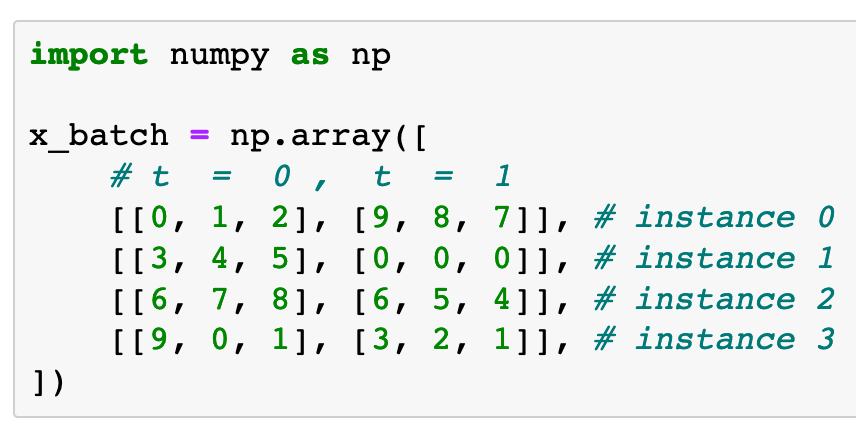 import numpy as np
x_batch = np.array([
# t = 0 , t = 1
[[0, 1, 2], [9, 8, 7]], # instance 0
[[3, 4, 5], [0, 0, 0]], # instance 1
[[6, 7, 8], [6, 5, 4]], # instance 2
[[9, 0, 1], [3, 2, 1]], # instance 3
])